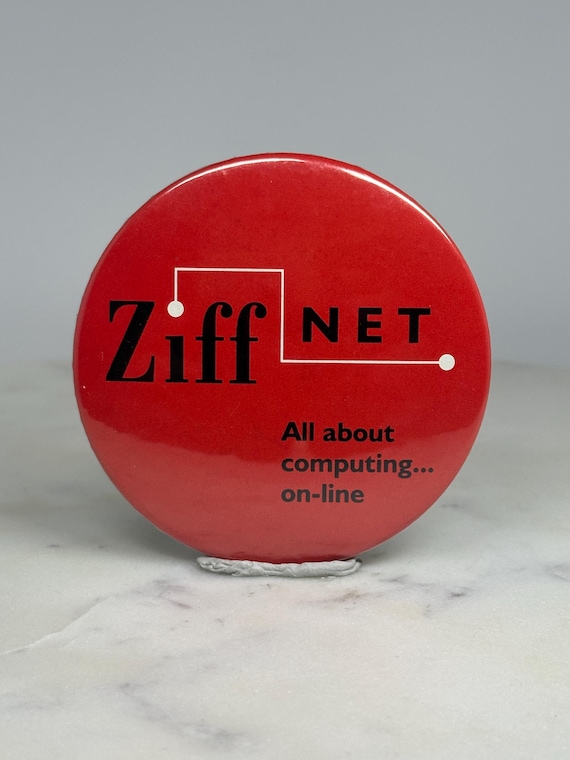 Ziff NET
All about
computing...
on-line